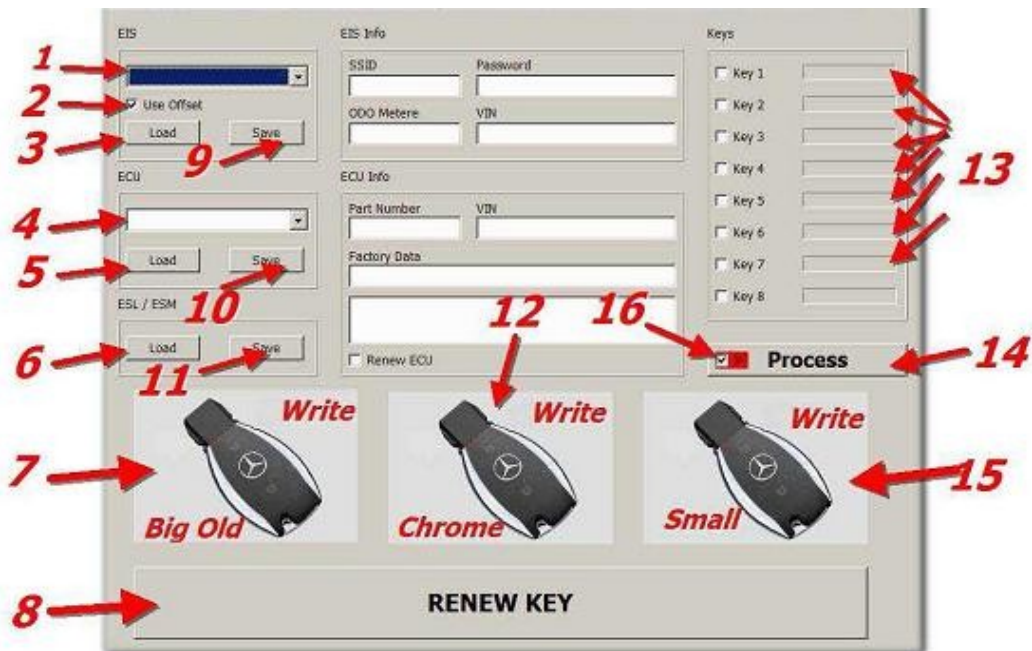 EIS
EIS Info
Keys
1
SSID
Password
Key 1
2
Use Offset
Key 2
ODO Metere
VIN
3
Load
Save
9
Key 3
ECU
ECU Info
Key 4
13
4
Part Number
VIN
Key 5
Key 6
5
Load
Save
10
Factory Data
Key 7
ESL / ESM
12
16
Key 8
6
Load
Save
11
Renew ECU
Process
14
Write
Write
Write
7
15
Big Old
Chrome
Small
8
RENEW KEY